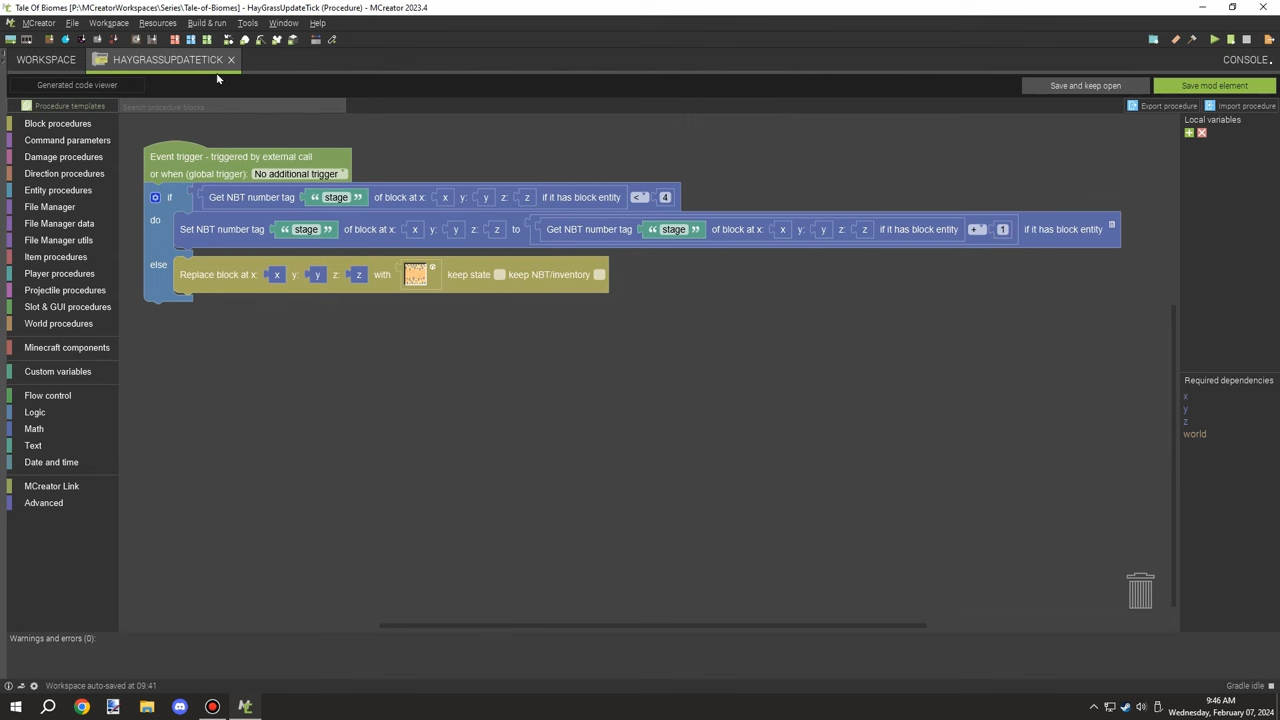 Tale Of Biomes [P:\MCreatorWorkspaces\Series\Tale-of-Biomes] - HayGrassUpdateTick (Procedure) - MCreator 2023.4
MCreator File Workspace Resources Build & run Tools Window Help
WORKSPACE HAYGRASSUPDATETICK CONSOLE
Generated code viewer Save and keep open Save mod element
Procedure templates Search procedure blocks Export procedure Import procedure
Block procedures
Command parameters
Damage procedures
Direction procedures
Entity procedures
File Manager
File Manager data
File Manager utils
Item procedures
Player procedures
Projectile procedures
Slot & GUI procedures
World procedures
Minecraft components
Custom variables
Flow control
Logic
Math
Text
Date and time
MCreator Link
Advanced
Event trigger - triggered by external call
or when (global trigger): No additional trigger
if Get NBT number tag “ stage ” of block at x: x y: y z: z if it has block entity < 4
do Set NBT number tag “ stage ” of block at x: x y: y z: z to Get NBT number tag “ stage ” of block at x: x y: y z: z if it has block entity + 1 if it has block entity
else Replace block at x: x y: y z: z with keep state keep NBT/inventory
Local variables
Required dependencies
x
y
z
world
Warnings and errors (0):
Workspace auto-saved at 09:41 Gradle idle
9:46 AM
Wednesday, February 07, 2024